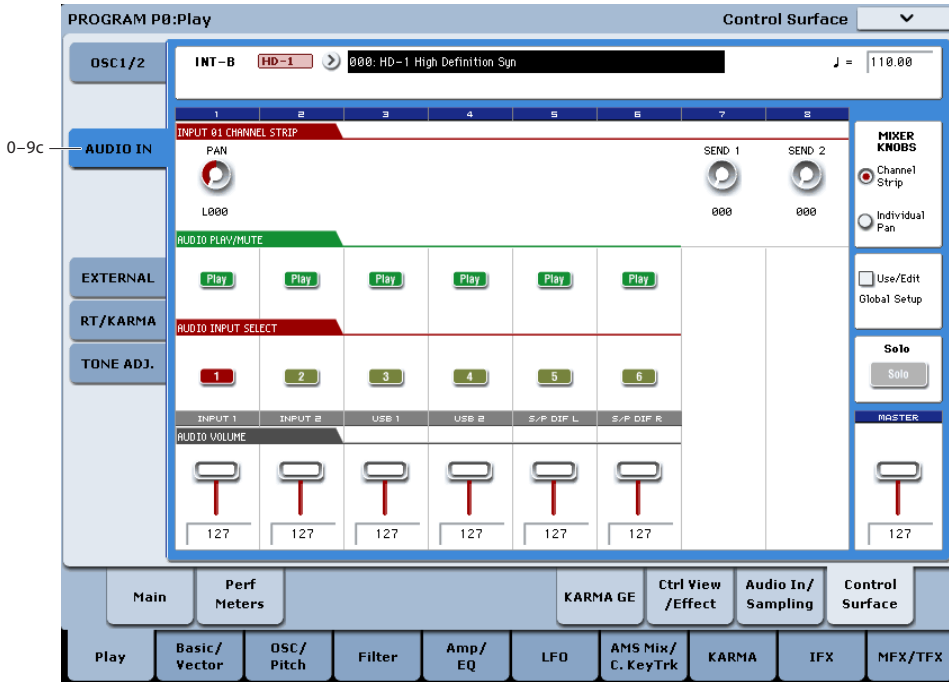 PROGRAM P0:Play
Control Surface
OSC1/2
INT-B
HD-1
000: HD-1 High Definition Syn
♩ =
110.00
1 2 3 4 5 6 7 8
INPUT 01 CHANNEL STRIP
0-9c
AUDIO IN
PAN
SEND 1
SEND 2
L000
000
000
MIXER
KNOBS
Channel
Strip
Individual
Pan
AUDIO PLAY/MUTE
EXTERNAL
Play Play Play Play Play Play
Use/Edit
Global Setup
RT/KARMA
AUDIO INPUT SELECT
TONE ADJ.
1 2 3 4 5 6
Solo
Solo
INPUT 1 INPUT 2 USB 1 USB 2 S/P DIF L S/P DIF R
MASTER
AUDIO VOLUME
127 127 127 127 127 127 127
Main
Perf
Meters
KARMA GE
Ctrl View
/Effect
Audio In/
Sampling
Control
Surface
Play
Basic/
Vector
OSC/
Pitch
Filter
Amp/
EQ
LFO
AMS Mix/
C. KeyTrk
KARMA
IFX
MFX/TFX